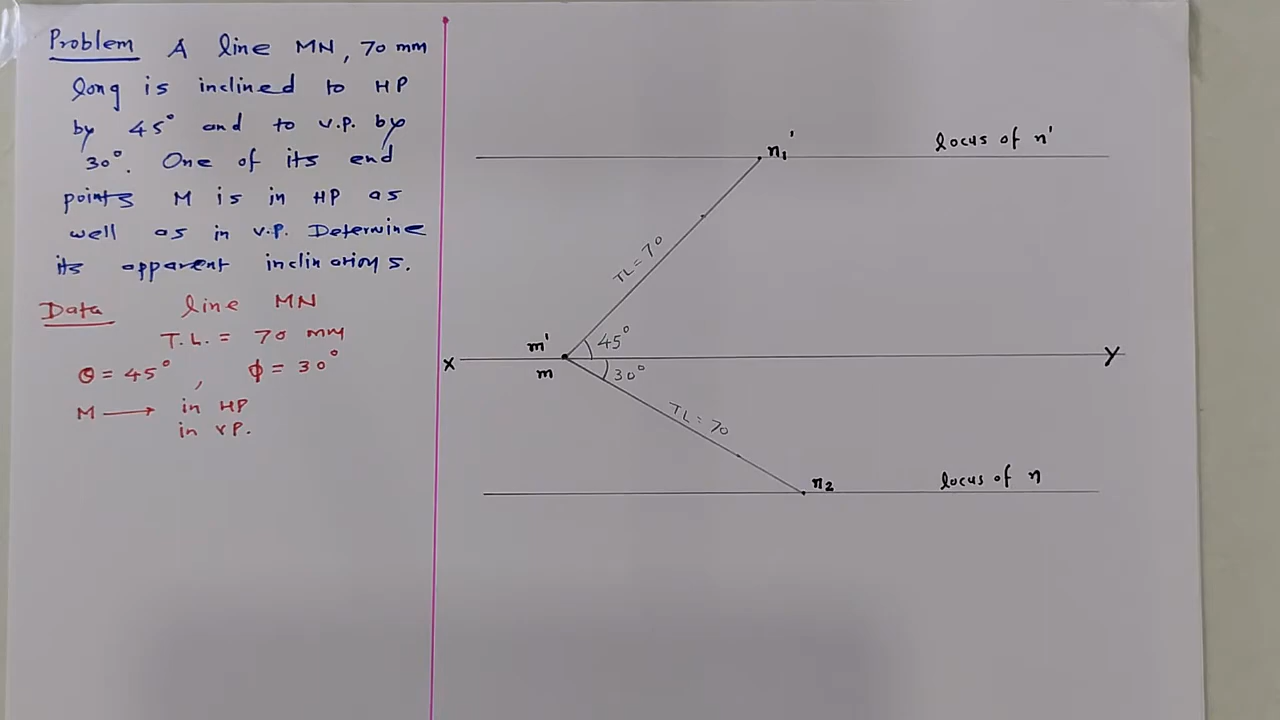 Problem A line MN, 70 mm
long is inclined to HP
by 45° and to V.P. by
30°. One of its end
points M is in HP as
well as in V.P. Determine
its apparent inclinations.
Data line MN
T.L. = 70 mm
θ = 45°, φ = 30°
M → in HP
in VP.
n₁'
locus of n'
TL = 70
m'
45°
X
Y
m
30°
TL = 70
n₂
locus of n